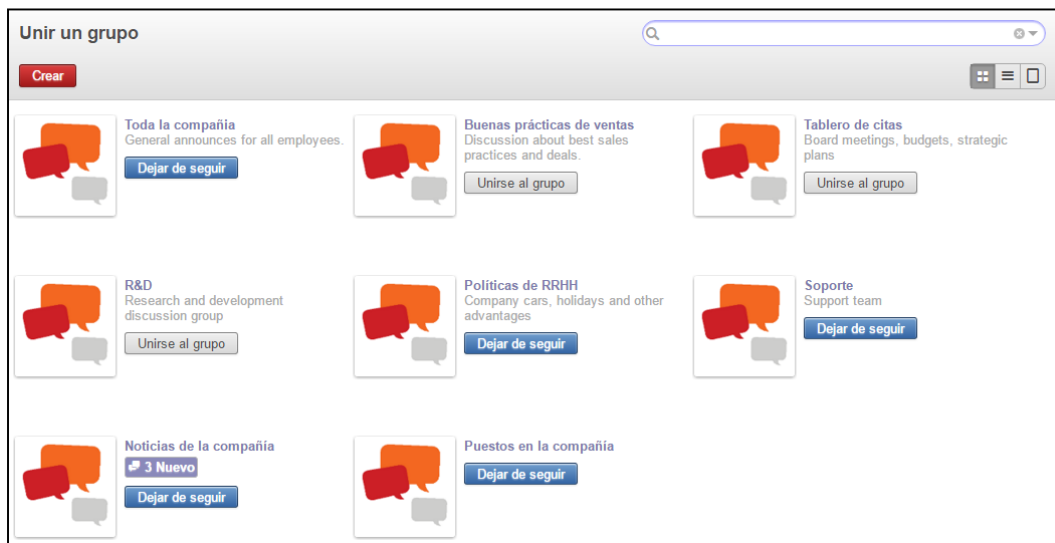 Unir un grupo
Crear
Toda la compañia
General announces for all employees.
Dejar de seguir
Buenas prácticas de ventas
Discussion about best sales
practices and deals.
Unirse al grupo
Tablero de citas
Board meetings, budgets, strategic
plans
Unirse al grupo
R&D
Research and development
discussion group
Unirse al grupo
Políticas de RRHH
Company cars, holidays and other
advantages
Dejar de seguir
Soporte
Support team
Dejar de seguir
Noticias de la compañía
3 Nuevo
Dejar de seguir
Puestos en la compañía
Dejar de seguir